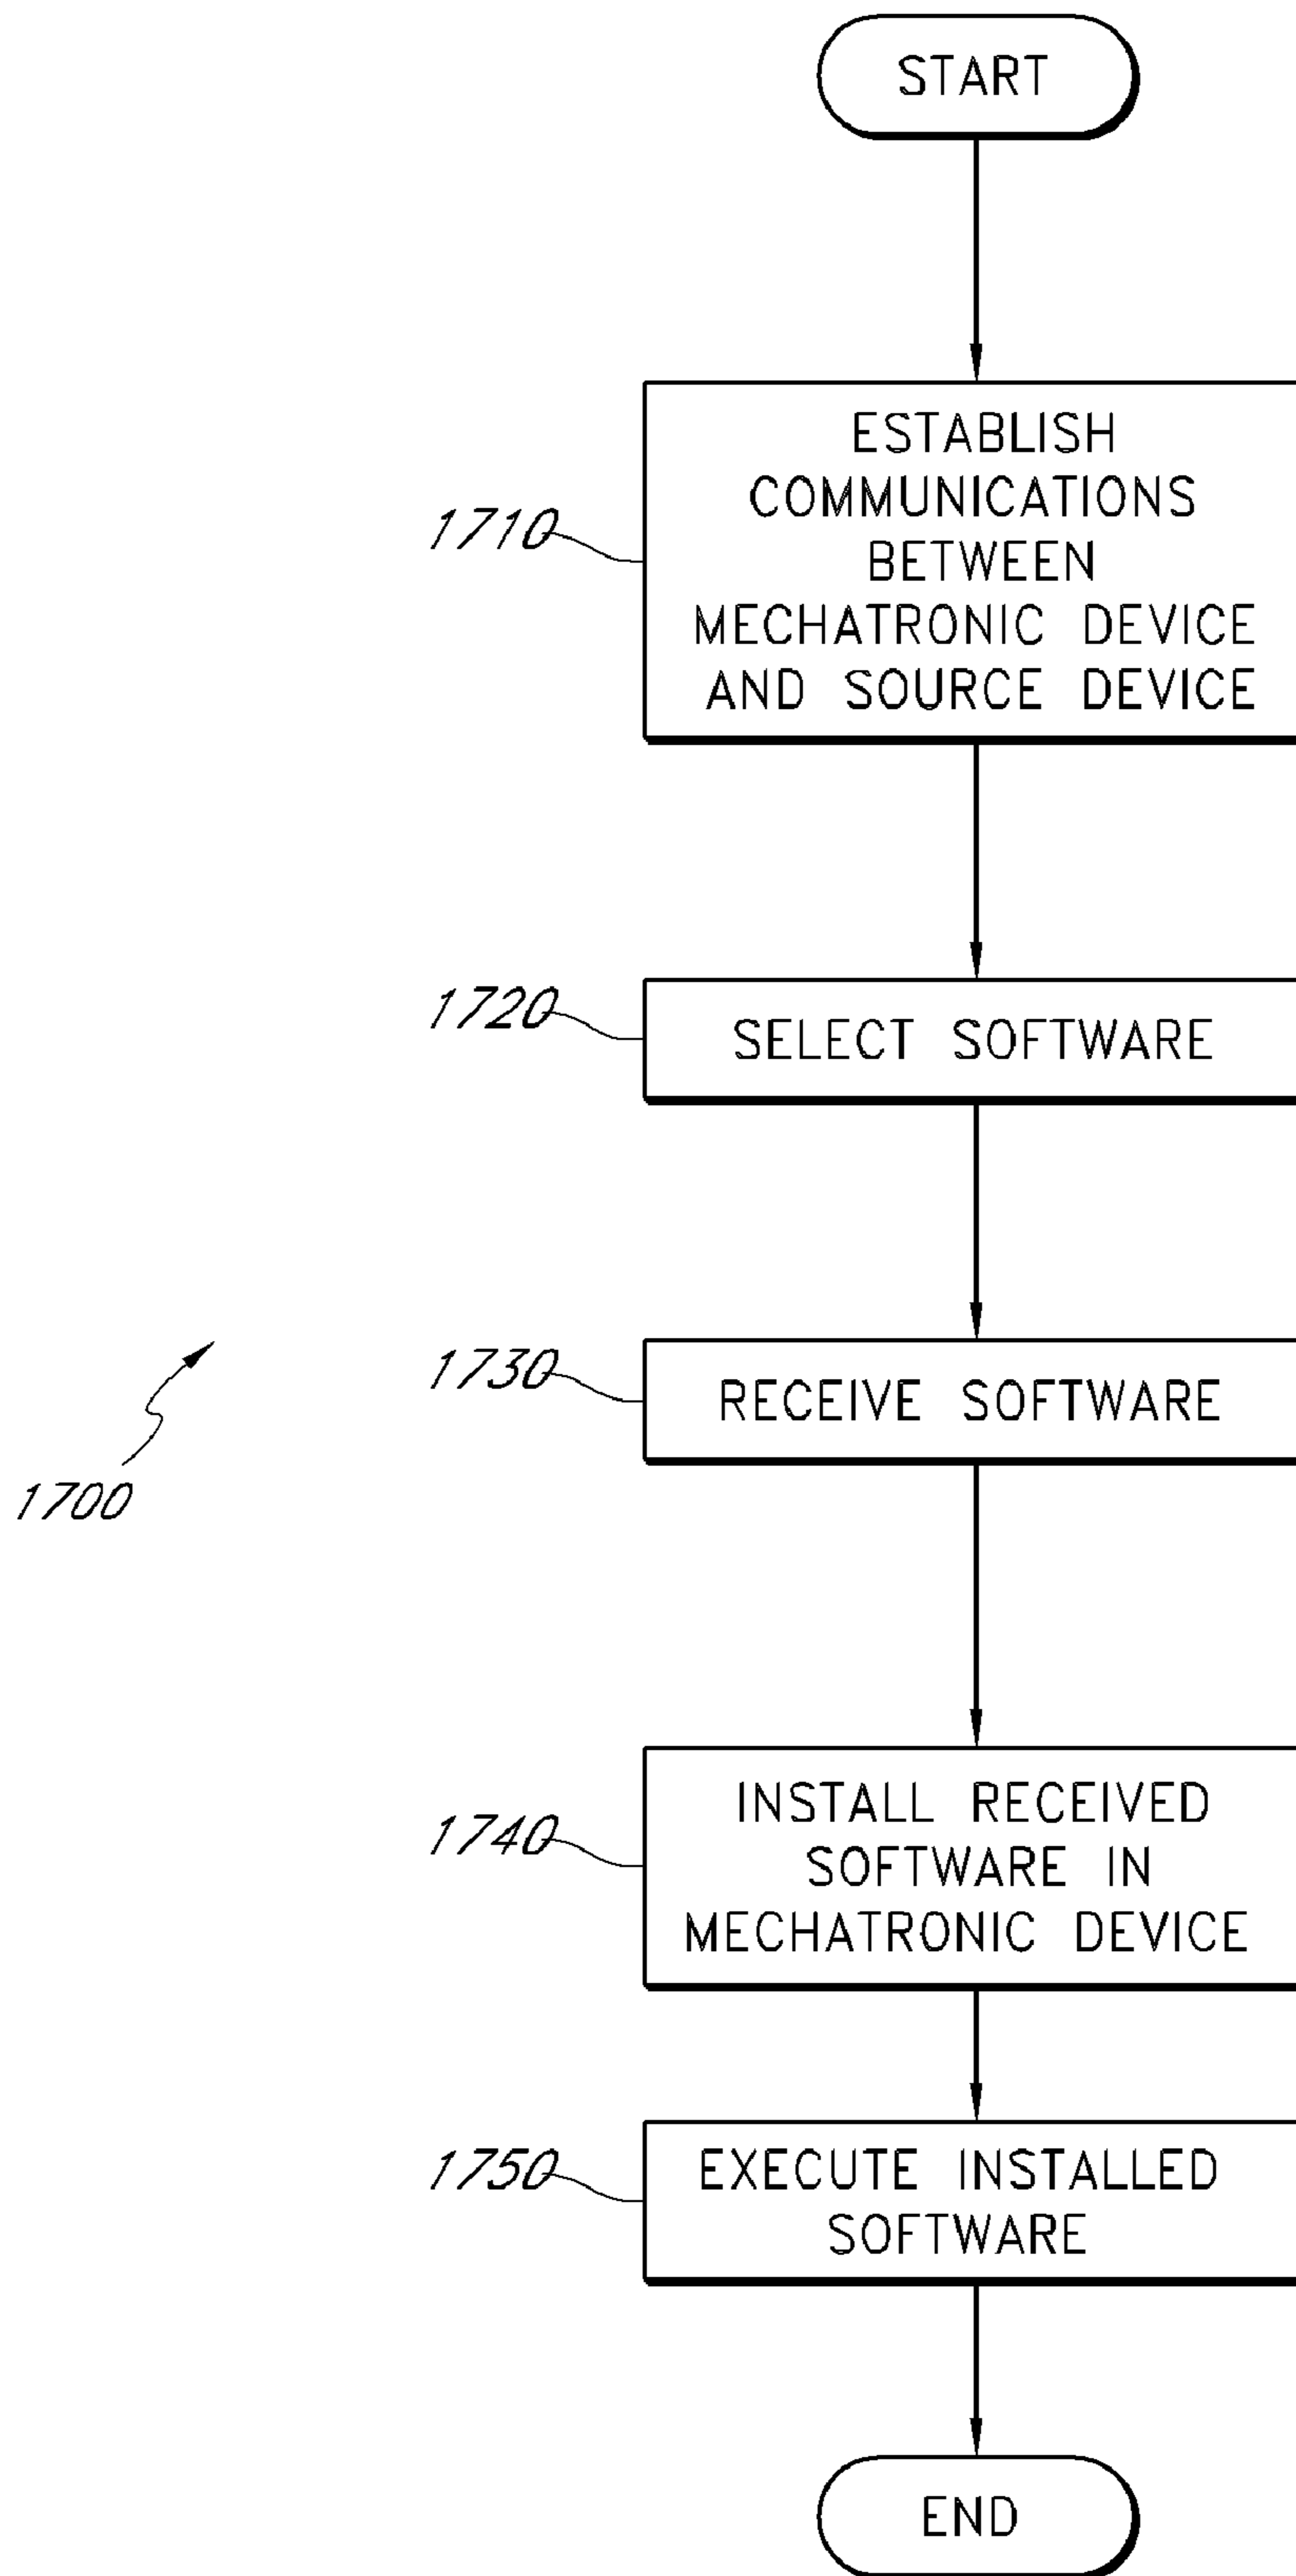 START
ESTABLISH
COMMUNICATIONS
BETWEEN
MECHATRONIC DEVICE
AND SOURCE DEVICE
1710
SELECT SOFTWARE
1720
RECEIVE SOFTWARE
1730
1700
INSTALL RECEIVED
SOFTWARE IN
MECHATRONIC DEVICE
1740
EXECUTE INSTALLED
SOFTWARE
1750
END